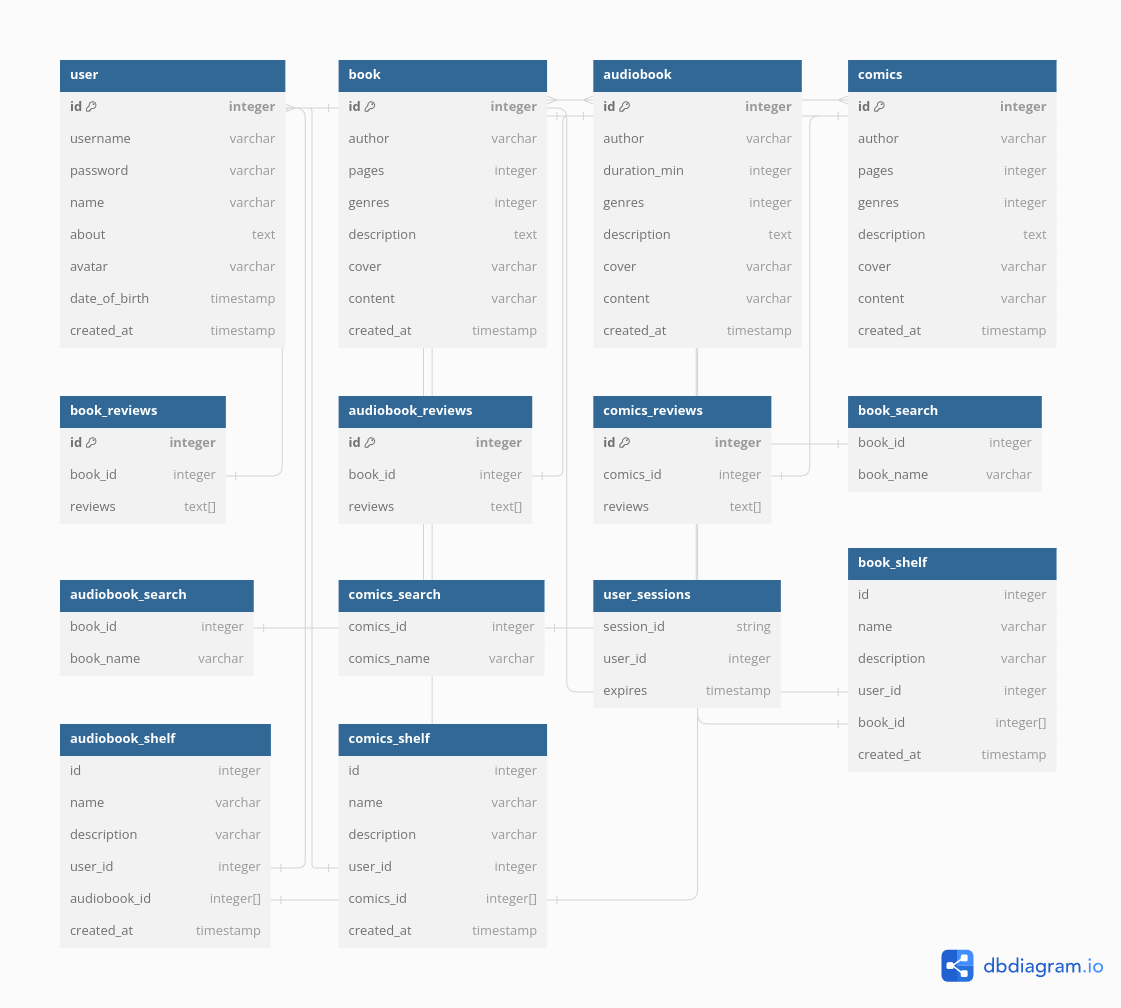 user
id integer
username varchar
password varchar
name varchar
about text
avatar varchar
date_of_birth timestamp
created_at timestamp
book
id integer
author varchar
pages integer
genres integer
description text
cover varchar
content varchar
created_at timestamp
audiobook
id integer
author varchar
duration_min integer
genres integer
description text
cover varchar
content varchar
created_at timestamp
comics
id integer
author varchar
pages integer
genres integer
description text
cover varchar
content varchar
created_at timestamp
book_reviews
id integer
book_id integer
reviews text[]
audiobook_reviews
id integer
book_id integer
reviews text[]
comics_reviews
id integer
comics_id integer
reviews text[]
book_search
book_id integer
book_name varchar
audiobook_search
book_id integer
book_name varchar
comics_search
comics_id integer
comics_name varchar
user_sessions
session_id string
user_id integer
expires timestamp
book_shelf
id integer
name varchar
description varchar
user_id integer
book_id integer[]
created_at timestamp
audiobook_shelf
id integer
name varchar
description varchar
user_id integer
audiobook_id integer[]
created_at timestamp
comics_shelf
id integer
name varchar
description varchar
user_id integer
comics_id integer[]
created_at timestamp
dbdiagram.io